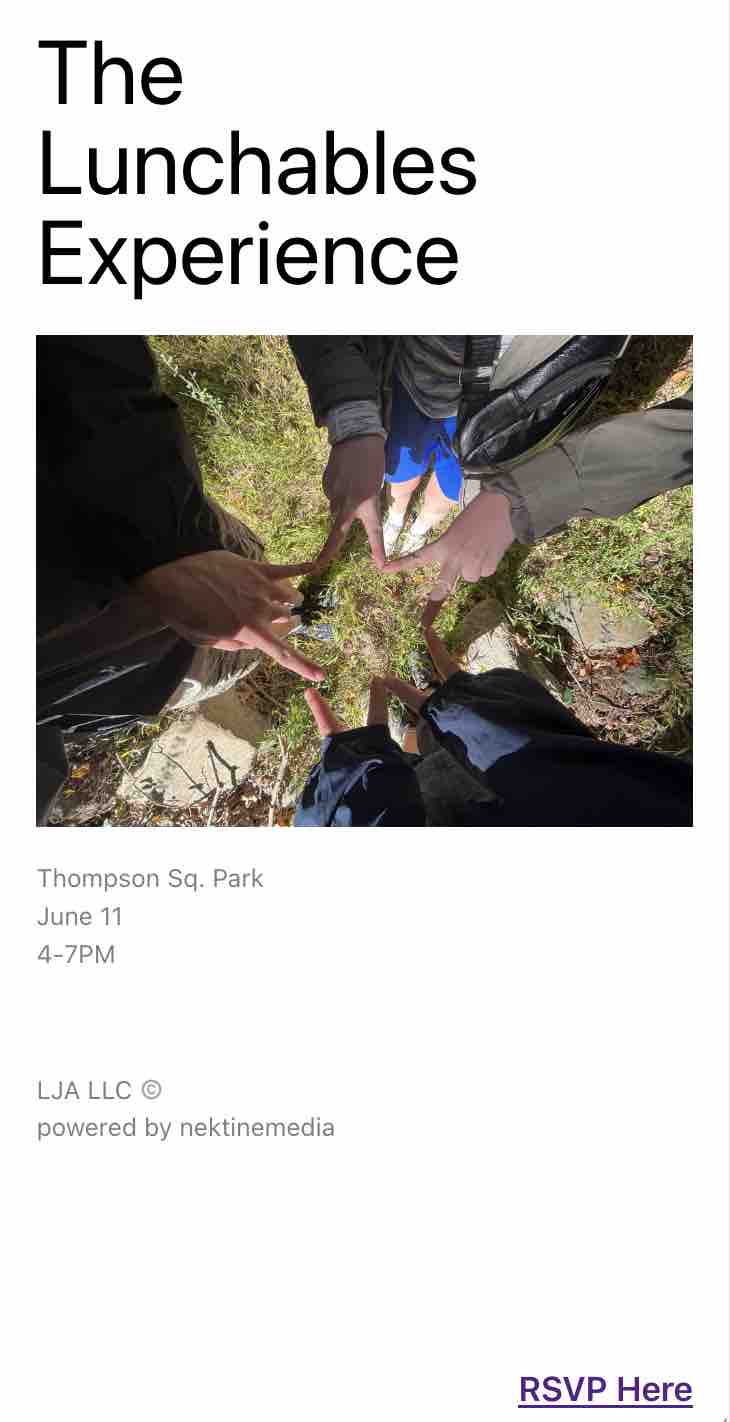 The
Lunchables
Experience
Thompson Sq. Park
June 11
4-7PM
LJA LLC ©
powered by nektinemedia
RSVP Here